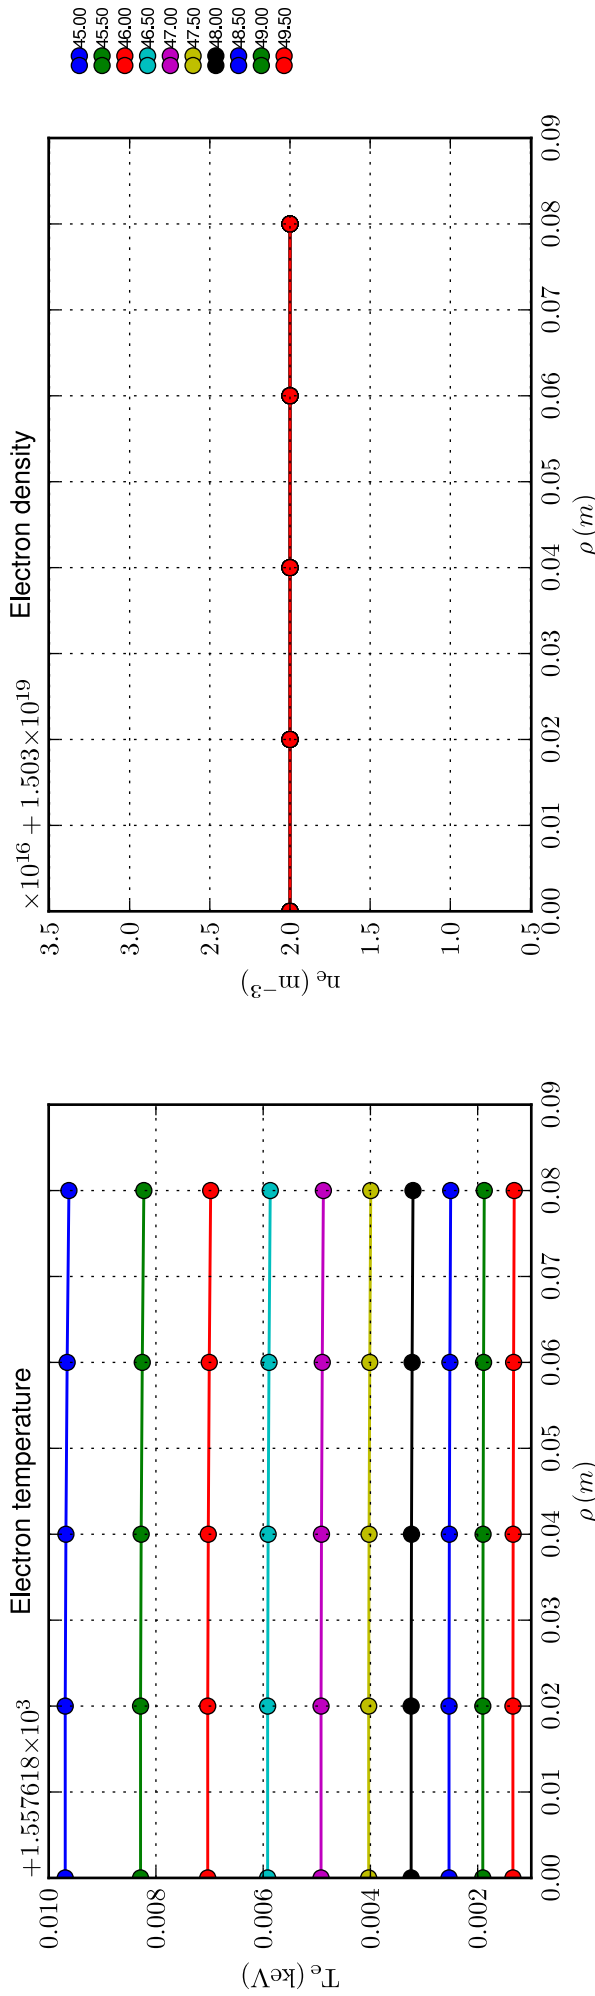 Electron temperature
+1.557618×10³
0.010
0.008
0.006
0.004
0.002
Tₑ (keV)
0.00 0.01 0.02 0.03 0.04 0.05 0.06 0.07 0.08 0.09
ρ (m)
Electron density
×10¹⁶ + 1.503×10¹⁹
3.5
3.0
2.5
2.0
1.5
1.0
0.5
nₑ (m⁻³)
0.00 0.01 0.02 0.03 0.04 0.05 0.06 0.07 0.08 0.09
ρ (m)
45.00
45.50
46.00
46.50
47.00
47.50
48.00
48.50
49.00
49.50